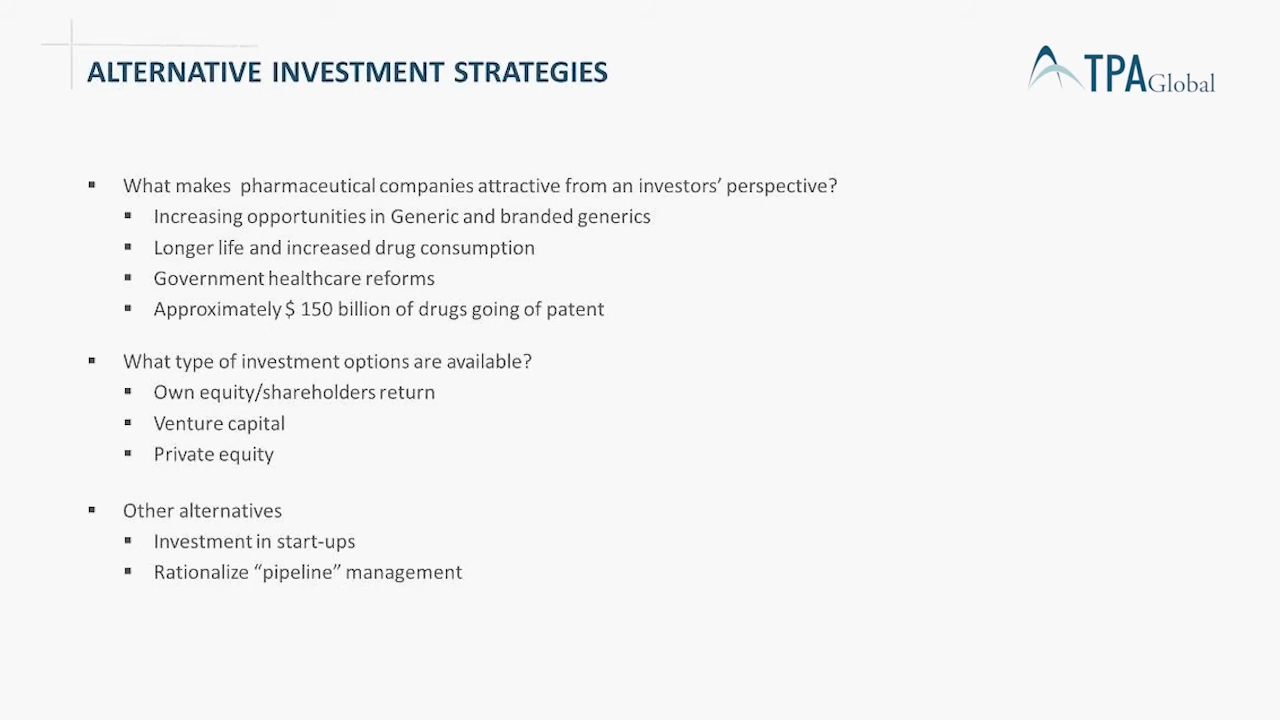 ALTERNATIVE INVESTMENT STRATEGIES
TPA Global
▪ What makes  pharmaceutical companies attractive from an investors’ perspective?
▪ Increasing opportunities in Generic and branded generics
▪ Longer life and increased drug consumption
▪ Government healthcare reforms
▪ Approximately $ 150 billion of drugs going of patent
▪ What type of investment options are available?
▪ Own equity/shareholders return
▪ Venture capital
▪ Private equity
▪ Other alternatives
▪ Investment in start-ups
▪ Rationalize “pipeline” management